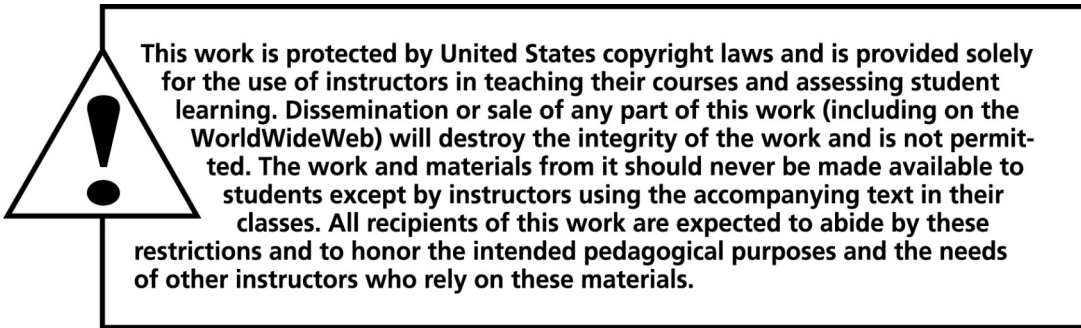 This work is protected by United States copyright laws and is provided solely
for the use of instructors in teaching their courses and assessing student
learning. Dissemination or sale of any part of this work (including on the
WorldWideWeb) will destroy the integrity of the work and is not permit-
ted. The work and materials from it should never be made available to
students except by instructors using the accompanying text in their
classes. All recipients of this work are expected to abide by these
restrictions and to honor the intended pedagogical purposes and the needs
of other instructors who rely on these materials.